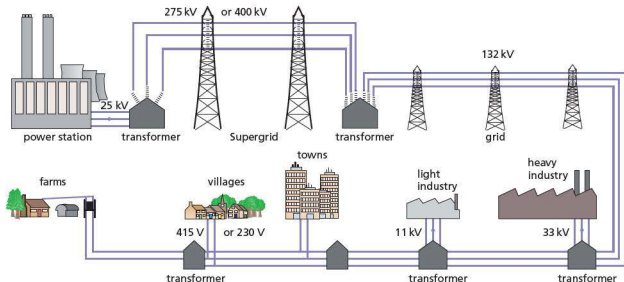 275 kV or 400 kV
132 kV
25 kV
power station
transformer
Supergrid
transformer
grid
farms
villages
towns
light
industry
heavy
industry
415 V or 230 V
11 kV
33 kV
transformer
transformer
transformer